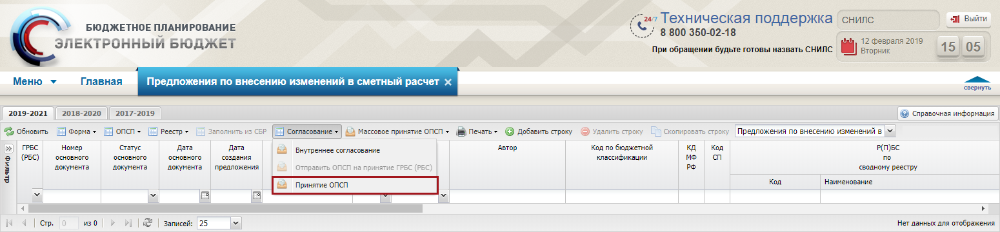 БЮДЖЕТНОЕ ПЛАНИРОВАНИЕ
ЭЛЕКТРОННЫЙ БЮДЖЕТ
24/7 Техническая поддержка
8 800 350-02-18
При обращении будьте готовы назвать СНИЛС
СНИЛС
Выйти
12 февраля 2019
Вторник
15 05
Меню Главная Предложения по внесению изменений в сметный расчет
свернуть
2019-2021 2018-2020 2017-2019 Справочная информация
Обновить Форма ОПСП Реестр Заполнить из СБР Согласование Массовое принятие ОПСП Печать Добавить строку Удалить строку Скопировать строку Предложения по внесению изменений в
Внутреннее согласование
Отправить ОПСП на принятие ГРБС (РБС)
Принятие ОПСП
Фильтр
ГРБС
(РБС)
Номер
основного
документа
Статус
основного
документа
Дата
основного
документа
Дата
создания
предложения
Автор
Код по бюджетной
классификации
КД
МФ
РФ
Код
СП
Р(П)БС
по
сводному реестру
Код
Наименование
Стр. 0 из 0 Записей: 25 Нет данных для отображения